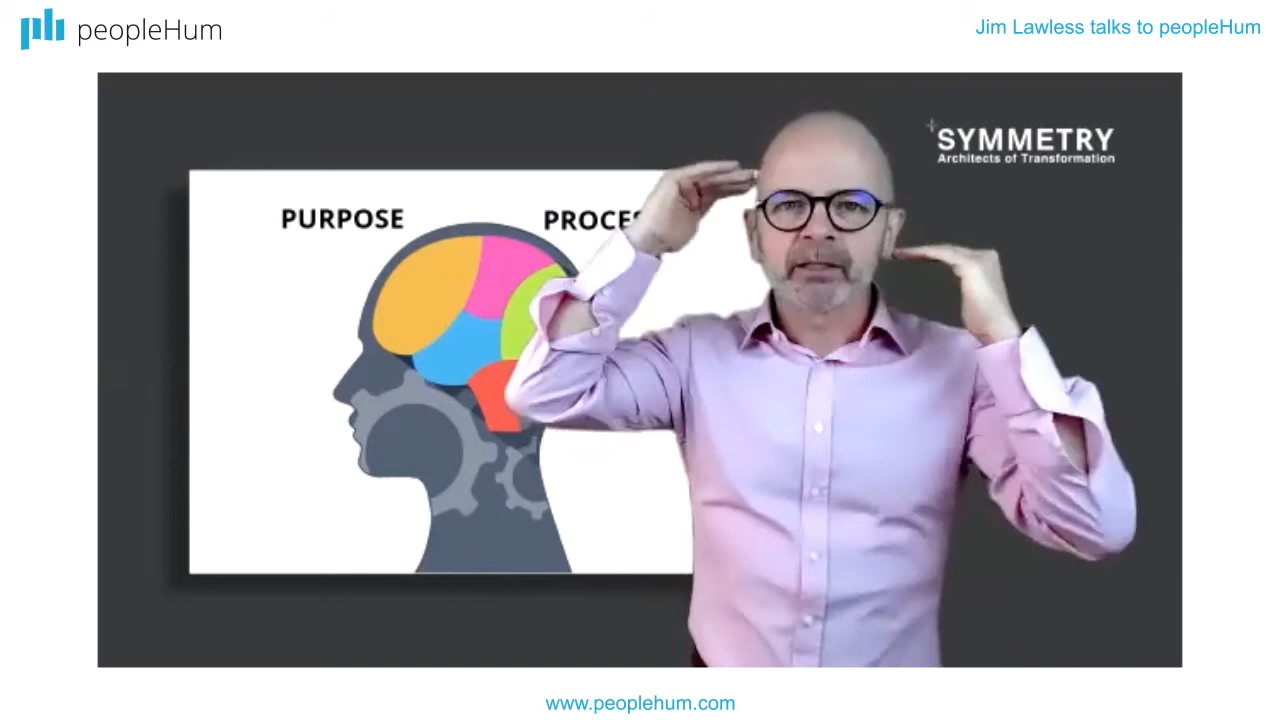 peopleHum
Jim Lawless talks to peopleHum
SYMMETRY
Architects of Transformation
PURPOSE
www.peoplehum.com